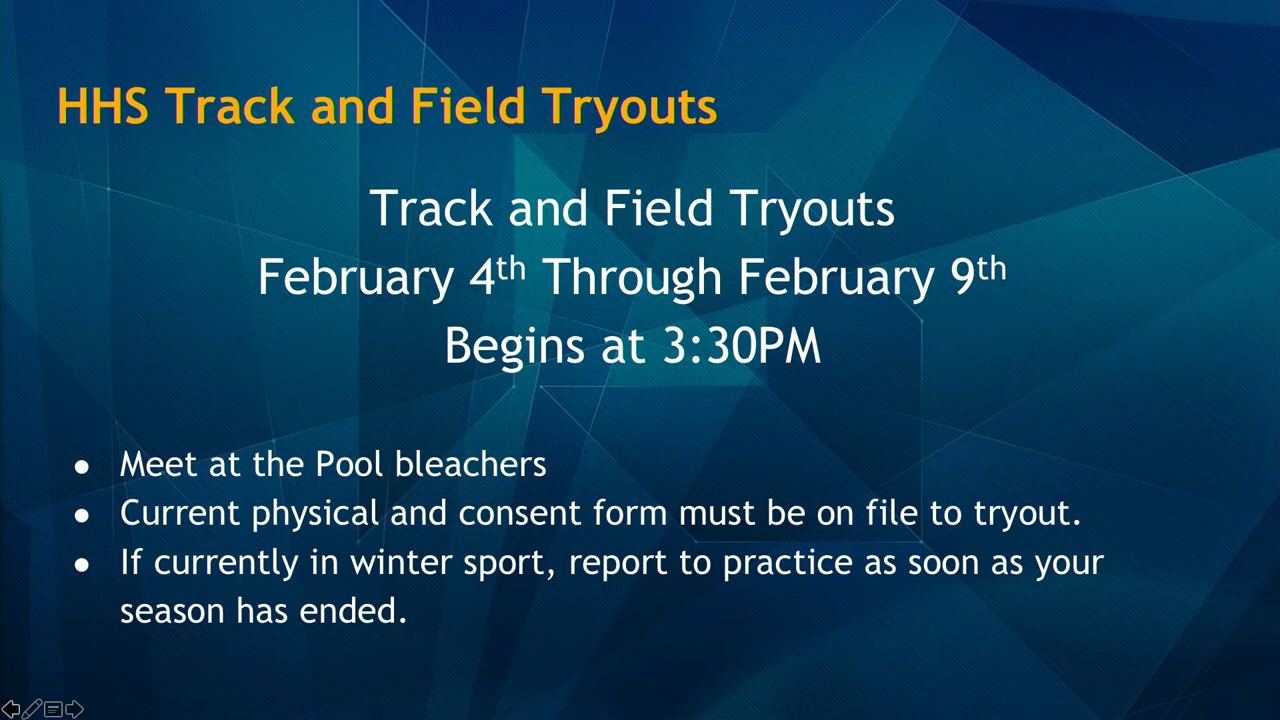 HHS Track and Field Tryouts
Track and Field Tryouts
February 4th Through February 9th
Begins at 3:30PM
● Meet at the Pool bleachers
● Current physical and consent form must be on file to tryout.
● If currently in winter sport, report to practice as soon as your
season has ended.